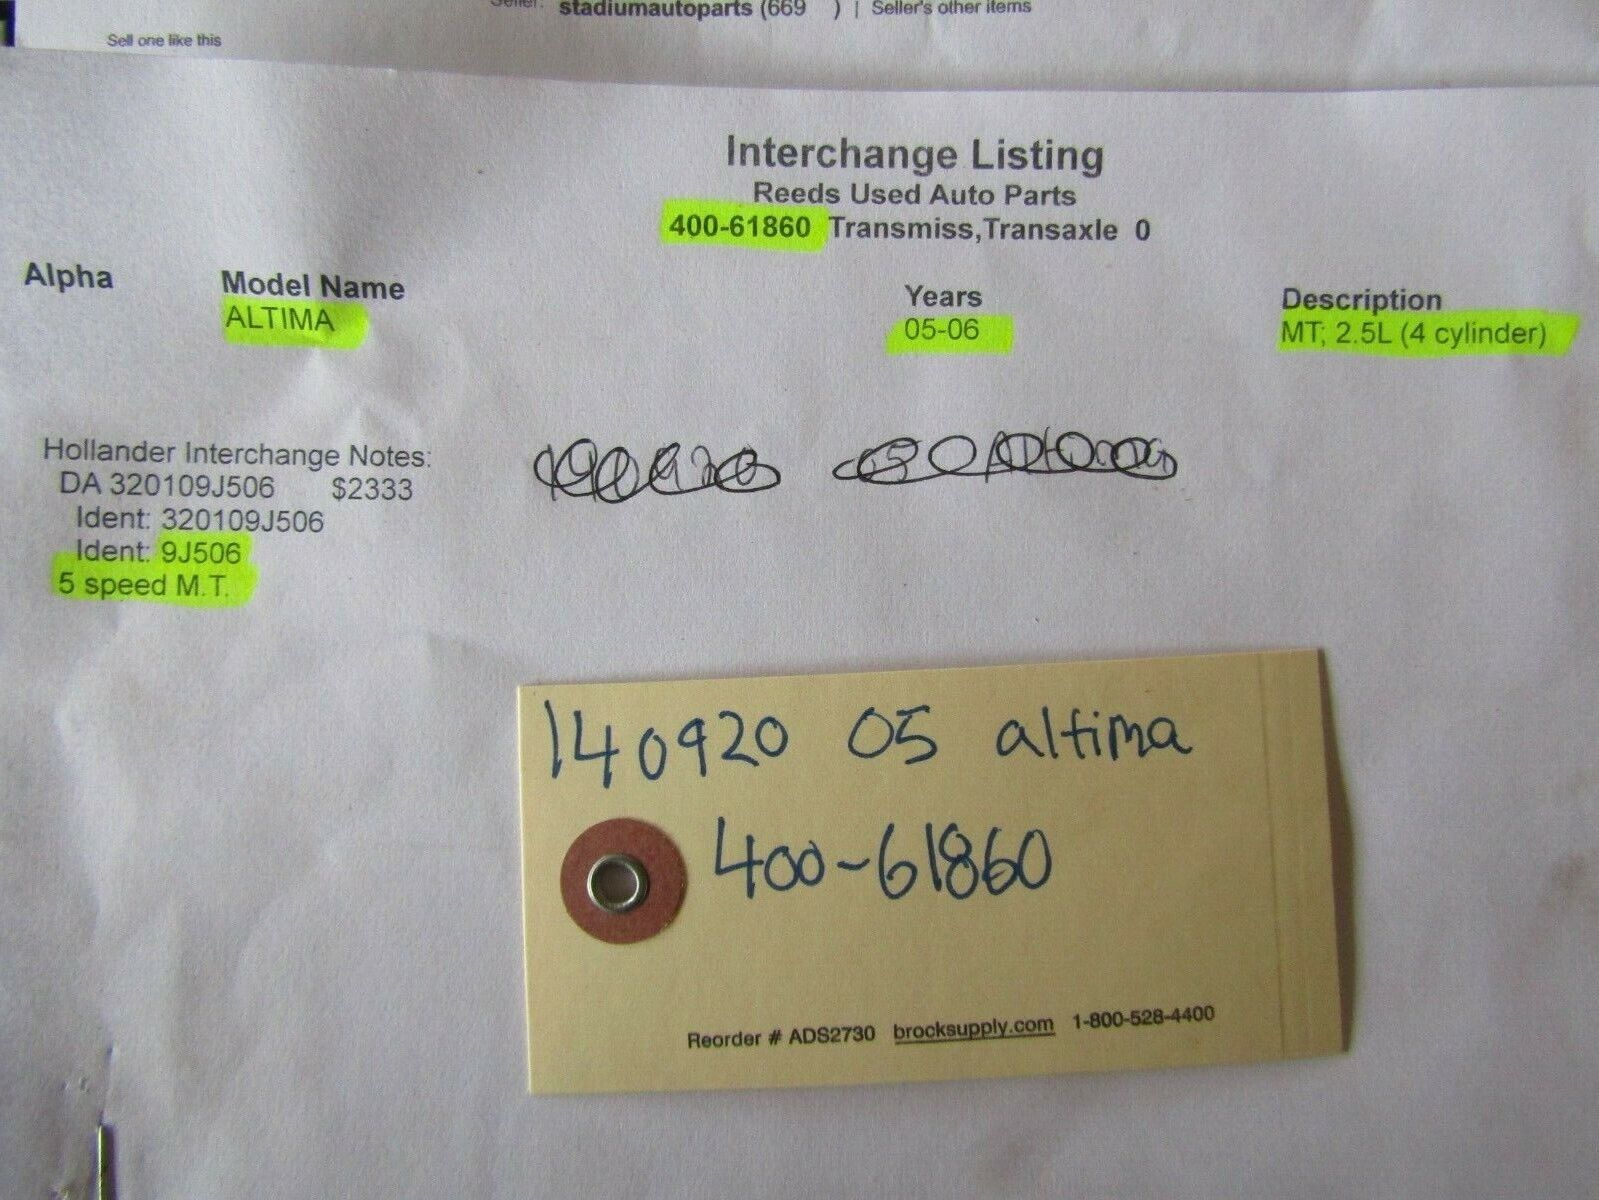 stadiumautoparts (669 ) | Seller's other items
Sell one like this
Interchange Listing
Reeds Used Auto Parts
400-61860 Transmiss,Transaxle 0
Alpha Model Name Years Description
ALTIMA 05-06 MT; 2.5L (4 cylinder)
Hollander Interchange Notes:
DA 320109J506 $2333
Ident: 320109J506
Ident: 9J506
5 speed M.T.
140920 05 altima
400-61860
Reorder # ADS2730 brocksupply.com 1-800-528-4400